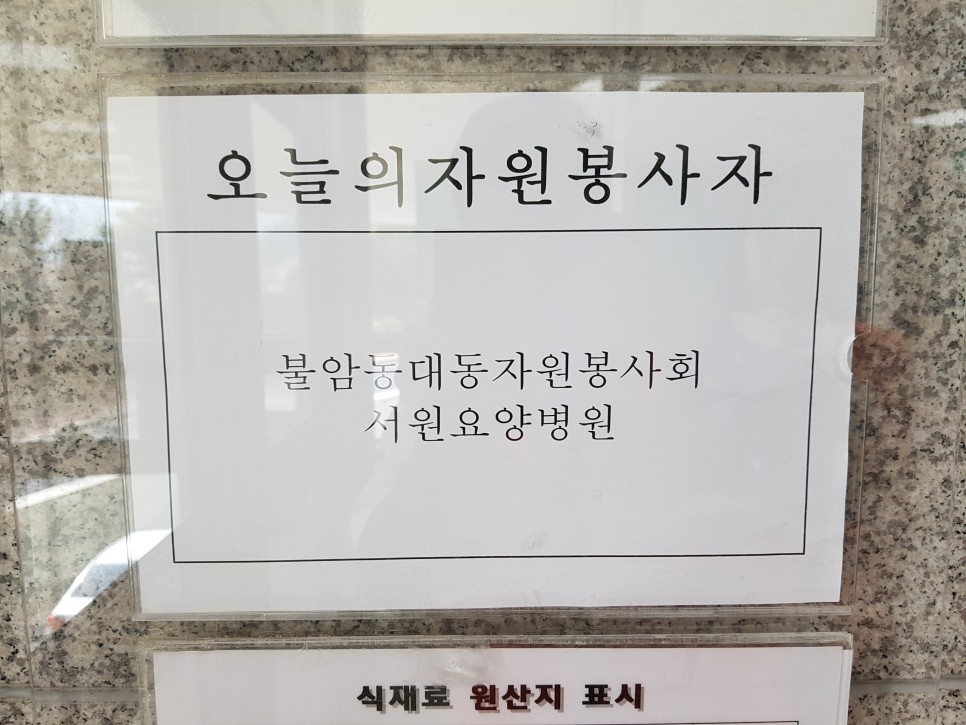 오늘의자원봉사자
불암동대동자원봉사회
서원요양병원
식재료 원산지 표시